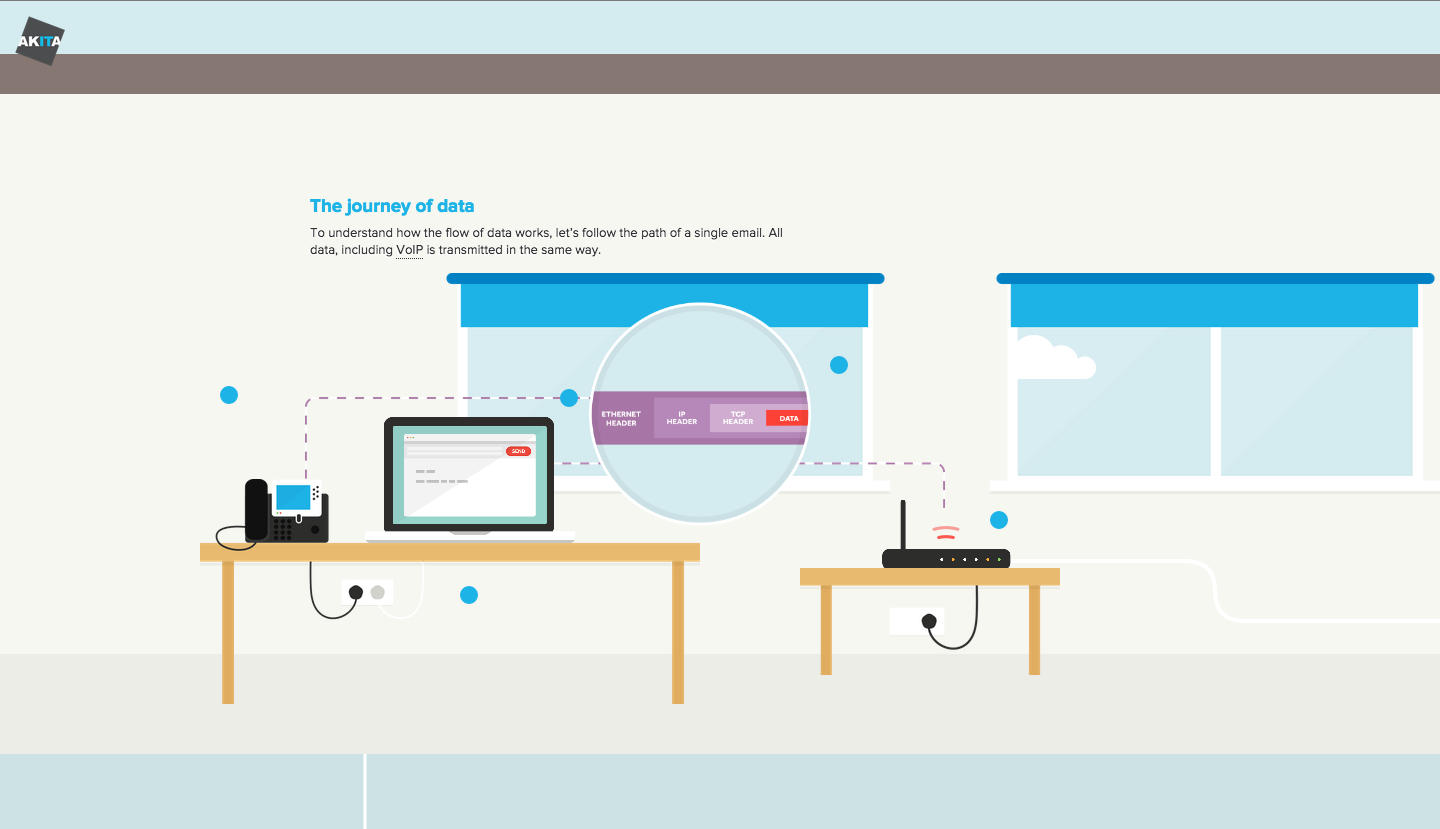 AKITA
The journey of data
To understand how the flow of data works, let's follow the path of a single email. All
data, including VoIP is transmitted in the same way.
ETHERNET
HEADER
IP
HEADER
TCP
HEADER
DATA
SEND